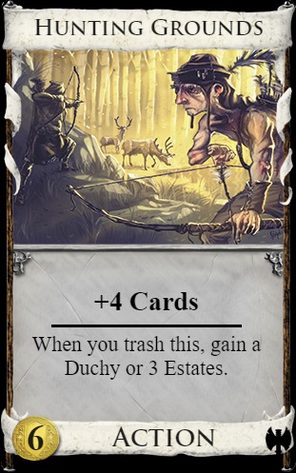 HUNTING GROUNDS
+4 Cards
When you trash this, gain a
Duchy or 3 Estates.
6 ACTION